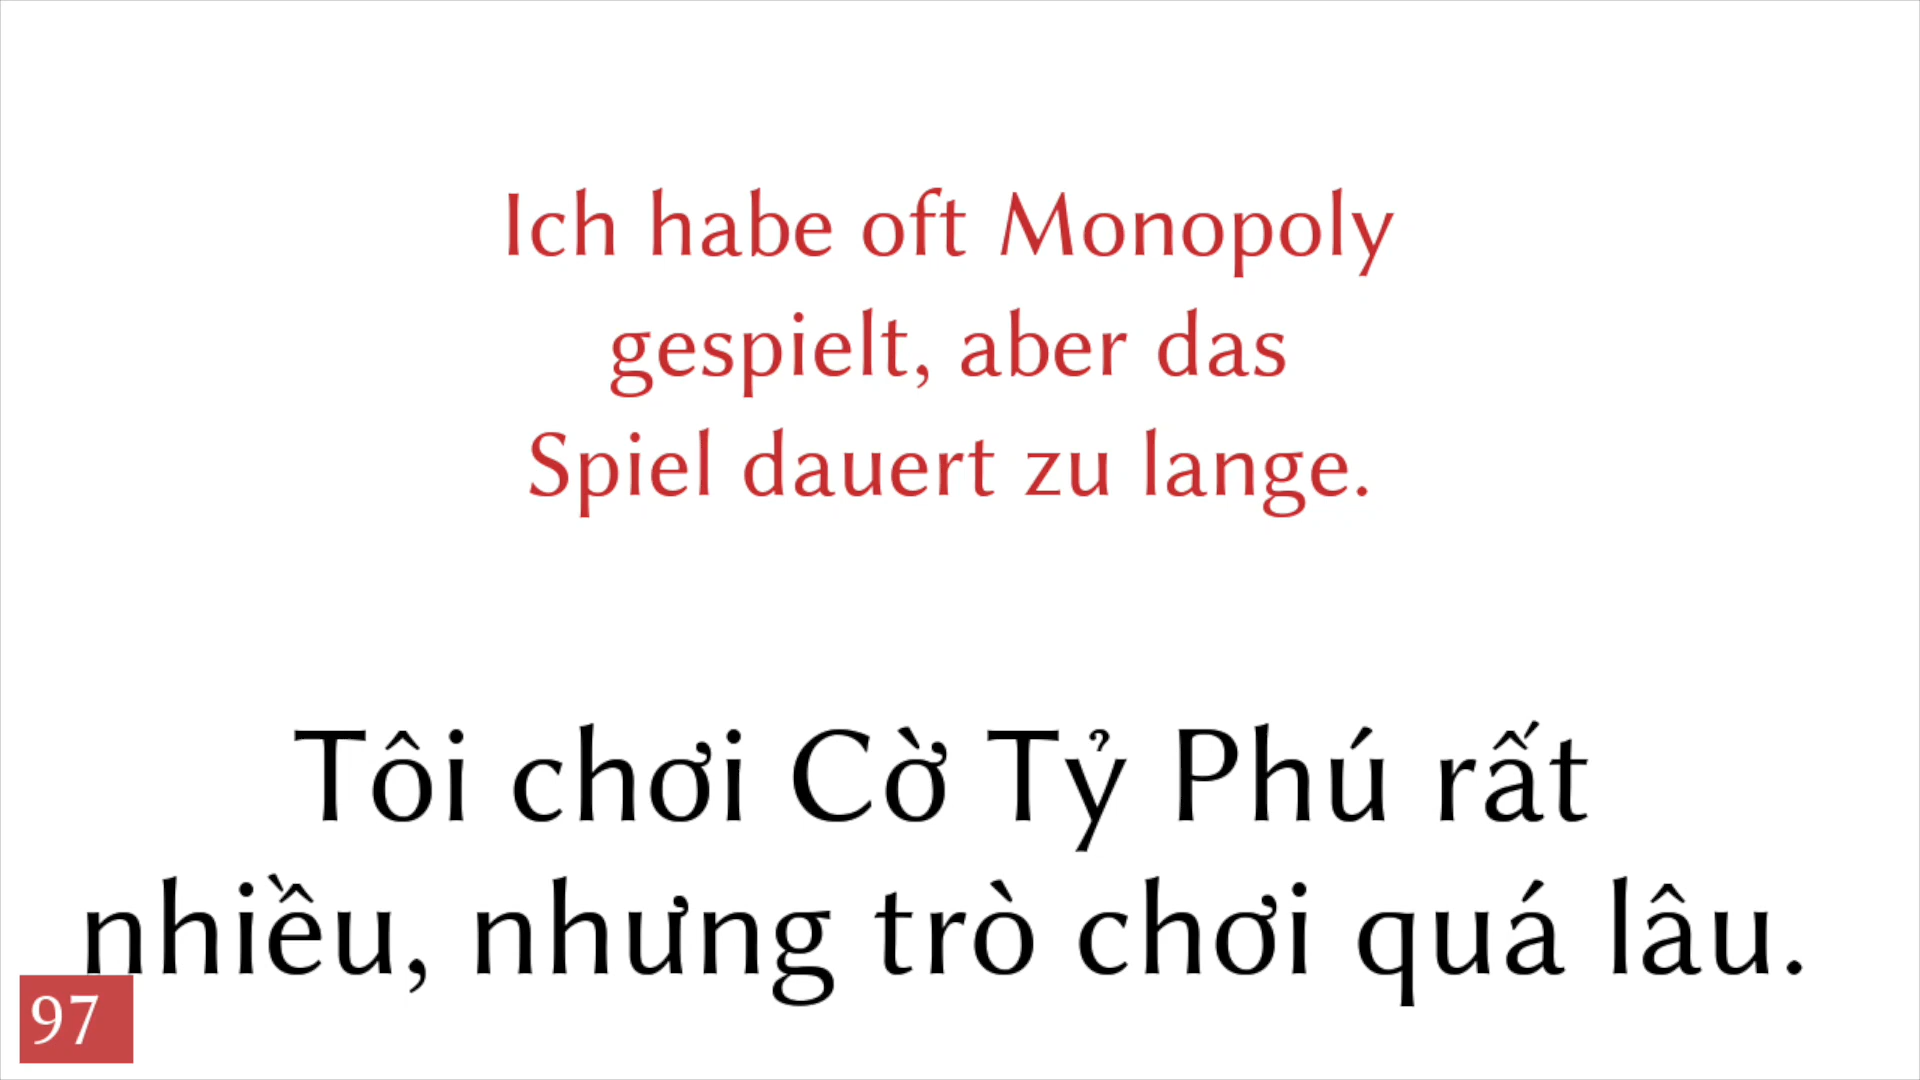 Ich habe oft Monopoly
gespielt, aber das
Spiel dauert zu lange.
Tôi chơi Cờ Tỷ Phú rất
nhiều, nhưng trò chơi quá lâu.
97